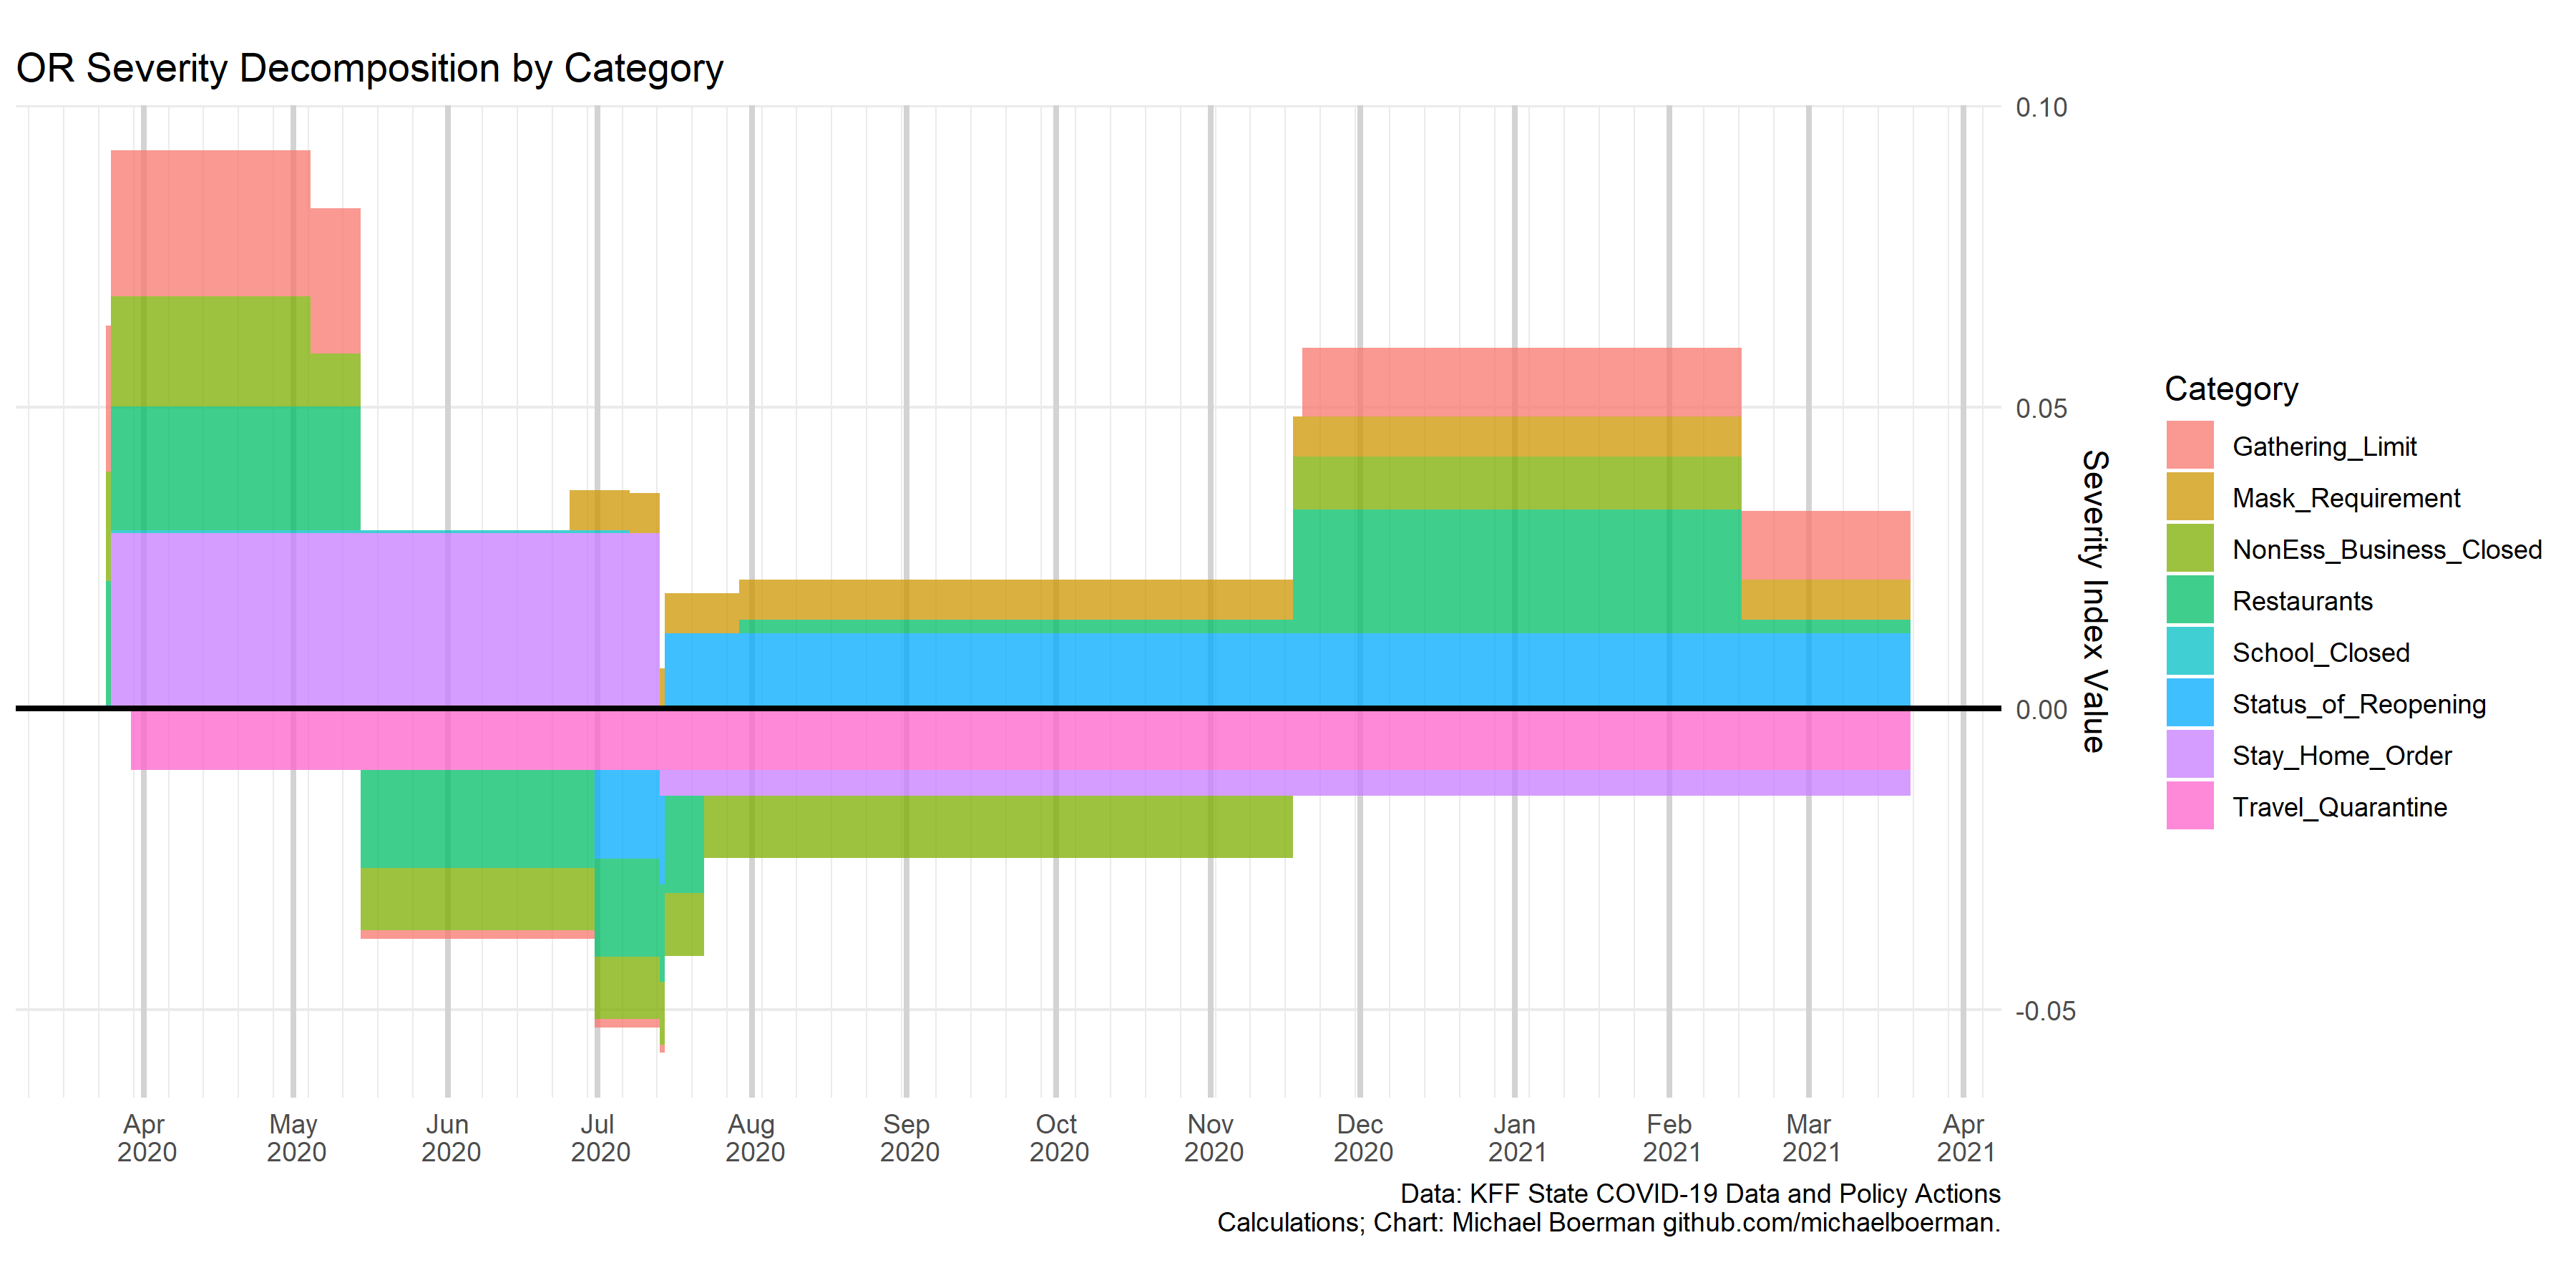 OR Severity Decomposition by Category
0.10
0.05
0.00
-0.05
Severity Index Value
Category
Gathering_Limit
Mask_Requirement
NonEss_Business_Closed
Restaurants
School_Closed
Status_of_Reopening
Stay_Home_Order
Travel_Quarantine
Apr May Jun Jul Aug Sep Oct Nov Dec Jan Feb Mar Apr
2020 2020 2020 2020 2020 2020 2020 2020 2020 2021 2021 2021 2021
Data: KFF State COVID-19 Data and Policy Actions
Calculations; Chart: Michael Boerman github.com/michaelboerman.